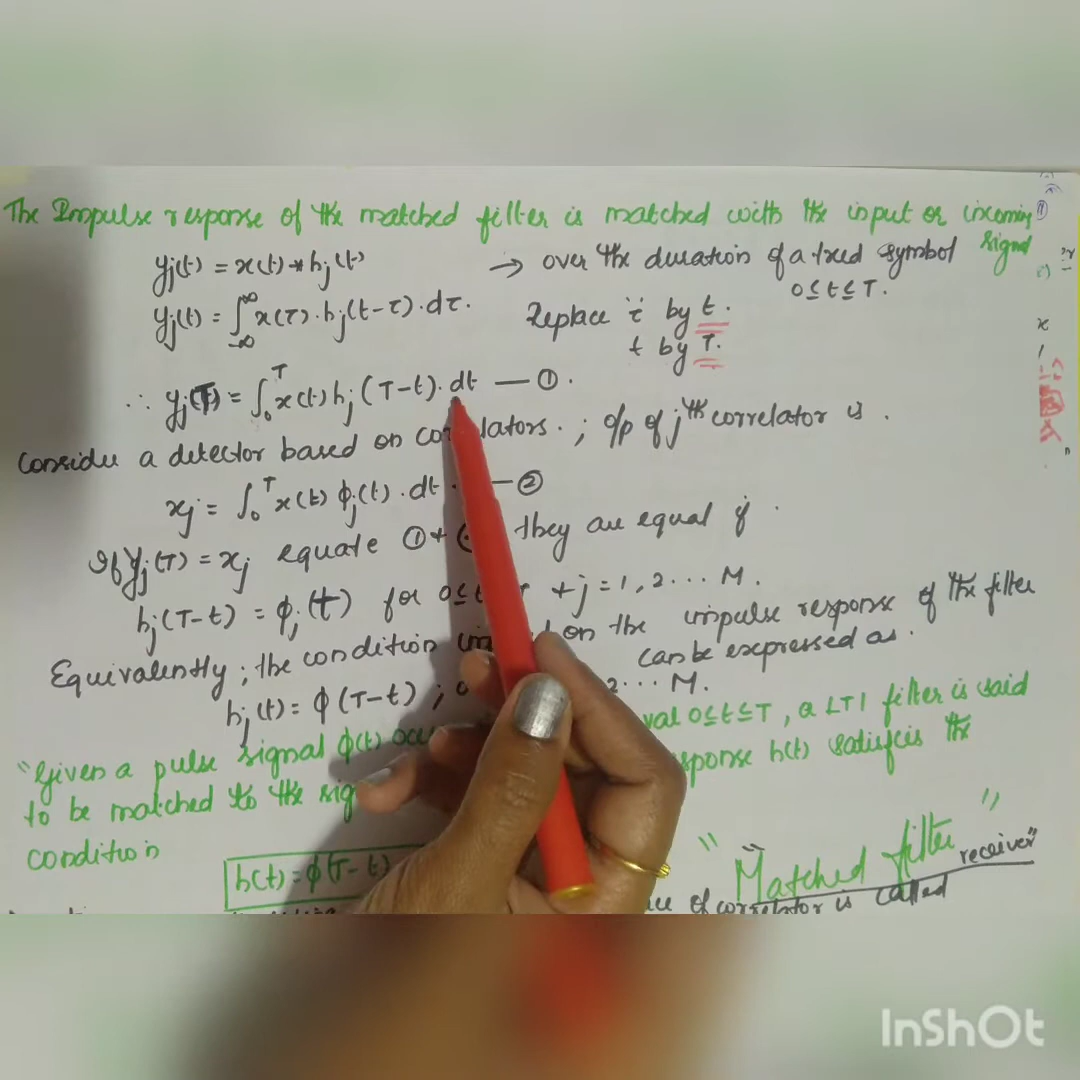 The Impulse response of the matched filter is matched with the input or incoming signal
yj(t) = x(t) * hj(t) → over the duration of a fixed symbol
0≤t≤T.
yj(t) = ∫_{-∞}^{∞} x(τ). hj(t-τ). dτ. Replace τ by t.
t by T.
∴ yj(T) = ∫_0^T x(t) hj (T-t). dt — ①.
consider a detector based on ; o/p of jth correlator is.
xj = ∫_0^T x(t) ϕj(t). dt — ②
If yj(T) = xj equate ①+ they are equal if.
hj(T-t) = ϕj(t) for + j=1, 2... M.
Equivalently; the condition on the impulse response of the filter
can be expressed as.
hj(t) = ϕ(T-t) ; 2... M.
"Given a pulse signal ϕ(t) 0≤t≤T, a LTI filter is said
to be matched to the h(t) satisfies the
condition
h(t)=ϕ(T-t)
"Matched filter receiver"
of correlator is called
InShOt